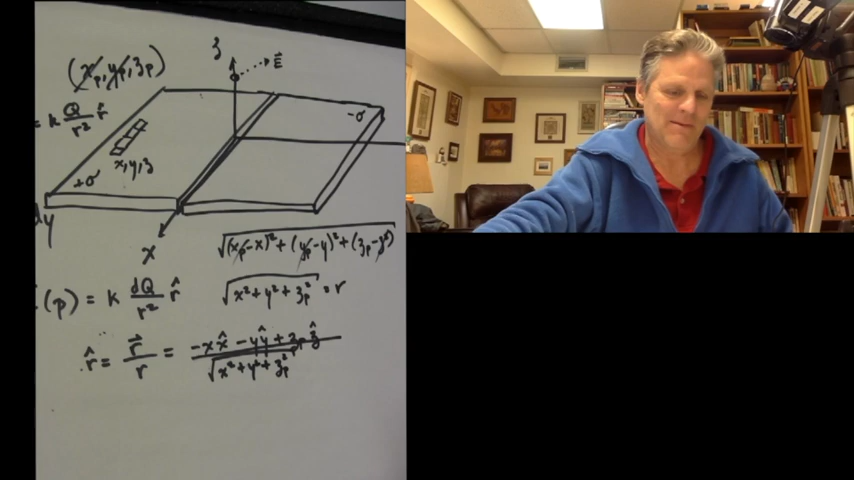 z
(xₚ, yₚ, zₚ)
E⃗
= k Q/r² r̂
-σ
x, y, z
+σ
dy
x
√((xₚ-x)² + (yₚ-y)² + (zₚ-z)²)
(p) = k dQ/r² r̂
√(x² + y² + zₚ²) = r
r̂ = r⃗/r = (-x x̂ - y ŷ + zₚ ẑ)/√(x² + y² + zₚ²)